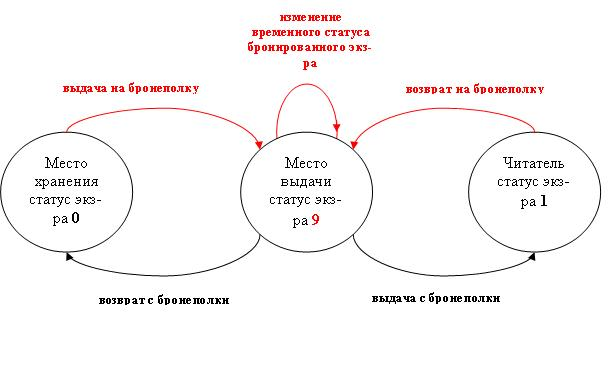 изменение
временного статуса
бронированного экз-
ра
выдача на бронеполку
возврат на бронеполку
Место
хранения
статус экз-
ра 0
Место
выдачи
статус экз-
ра 9
Читатель
статус экз-
ра 1
возврат с бронеполки
выдача с бронеполки